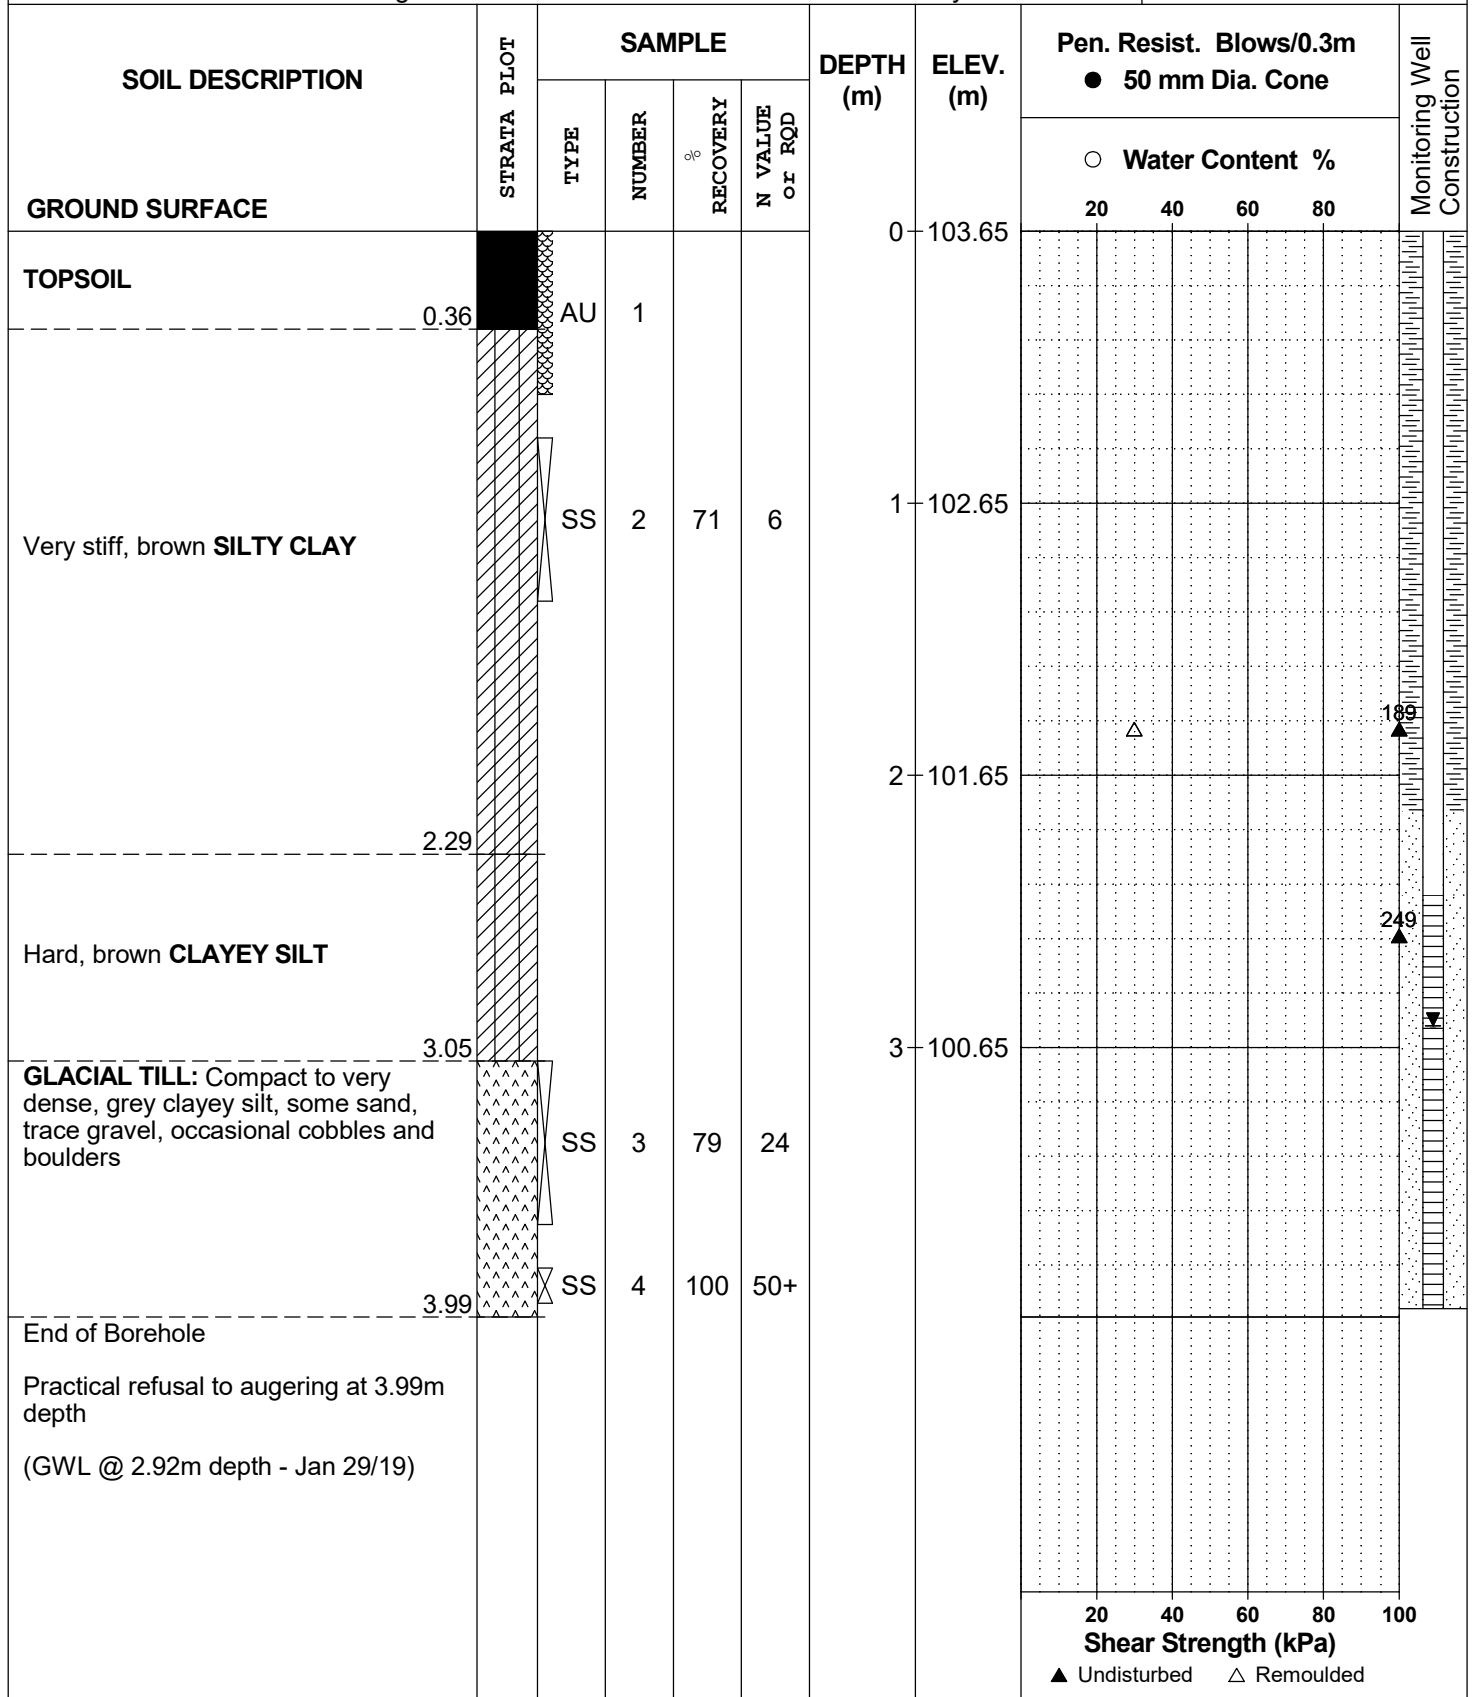 SOIL DESCRIPTION
GROUND SURFACE
STRATA PLOT
SAMPLE
TYPE
NUMBER
%
RECOVERY
N VALUE
or RQD
DEPTH
(m)
ELEV.
(m)
Pen. Resist. Blows/0.3m
● 50 mm Dia. Cone
○ Water Content %
20 40 60 80
Monitoring Well
Construction
0 103.65
TOPSOIL
0.36
AU 1
1 102.65
SS 2 71 6
Very stiff, brown SILTY CLAY
189
2 101.65
2.29
249
Hard, brown CLAYEY SILT
3.05
3 100.65
GLACIAL TILL: Compact to very
dense, grey clayey silt, some sand,
trace gravel, occasional cobbles and
boulders
SS 3 79 24
SS 4 100 50+
3.99
End of Borehole
Practical refusal to augering at 3.99m
depth
(GWL @ 2.92m depth - Jan 29/19)
20 40 60 80 100
Shear Strength (kPa)
▲ Undisturbed △ Remoulded